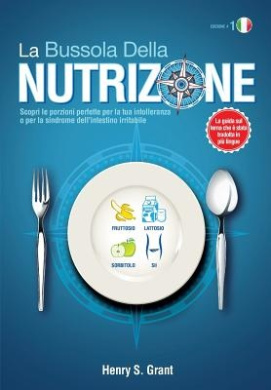 EDIZIONE N° 1
La Bussola Della
NUTRIZONE
Scopri le porzioni perfette per la tua intolleranza
o per la sindrome dell'intestino irritabile
La guida sul
tema che è stata
tradotta in
più lingue
FRUTTOSIO
LATTOSIO
SORBITOLO
SII
Henry S. Grant